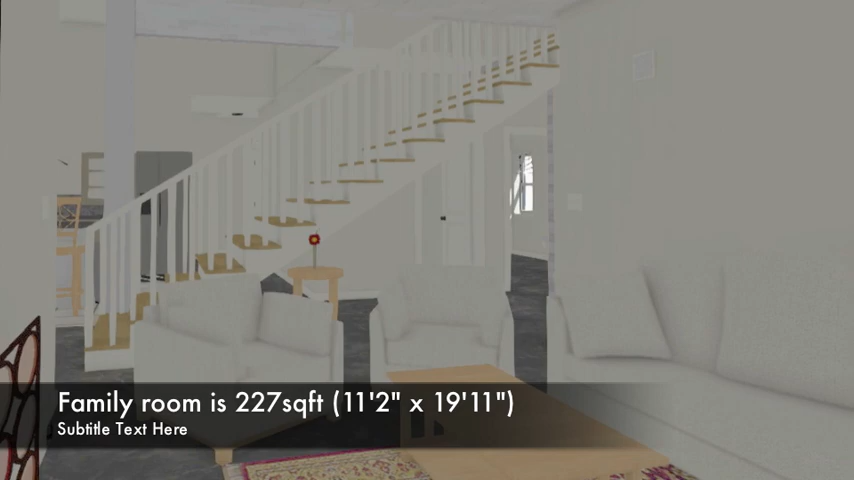 Family room is 227sqft (11'2" x 19'11")
Subtitle Text Here